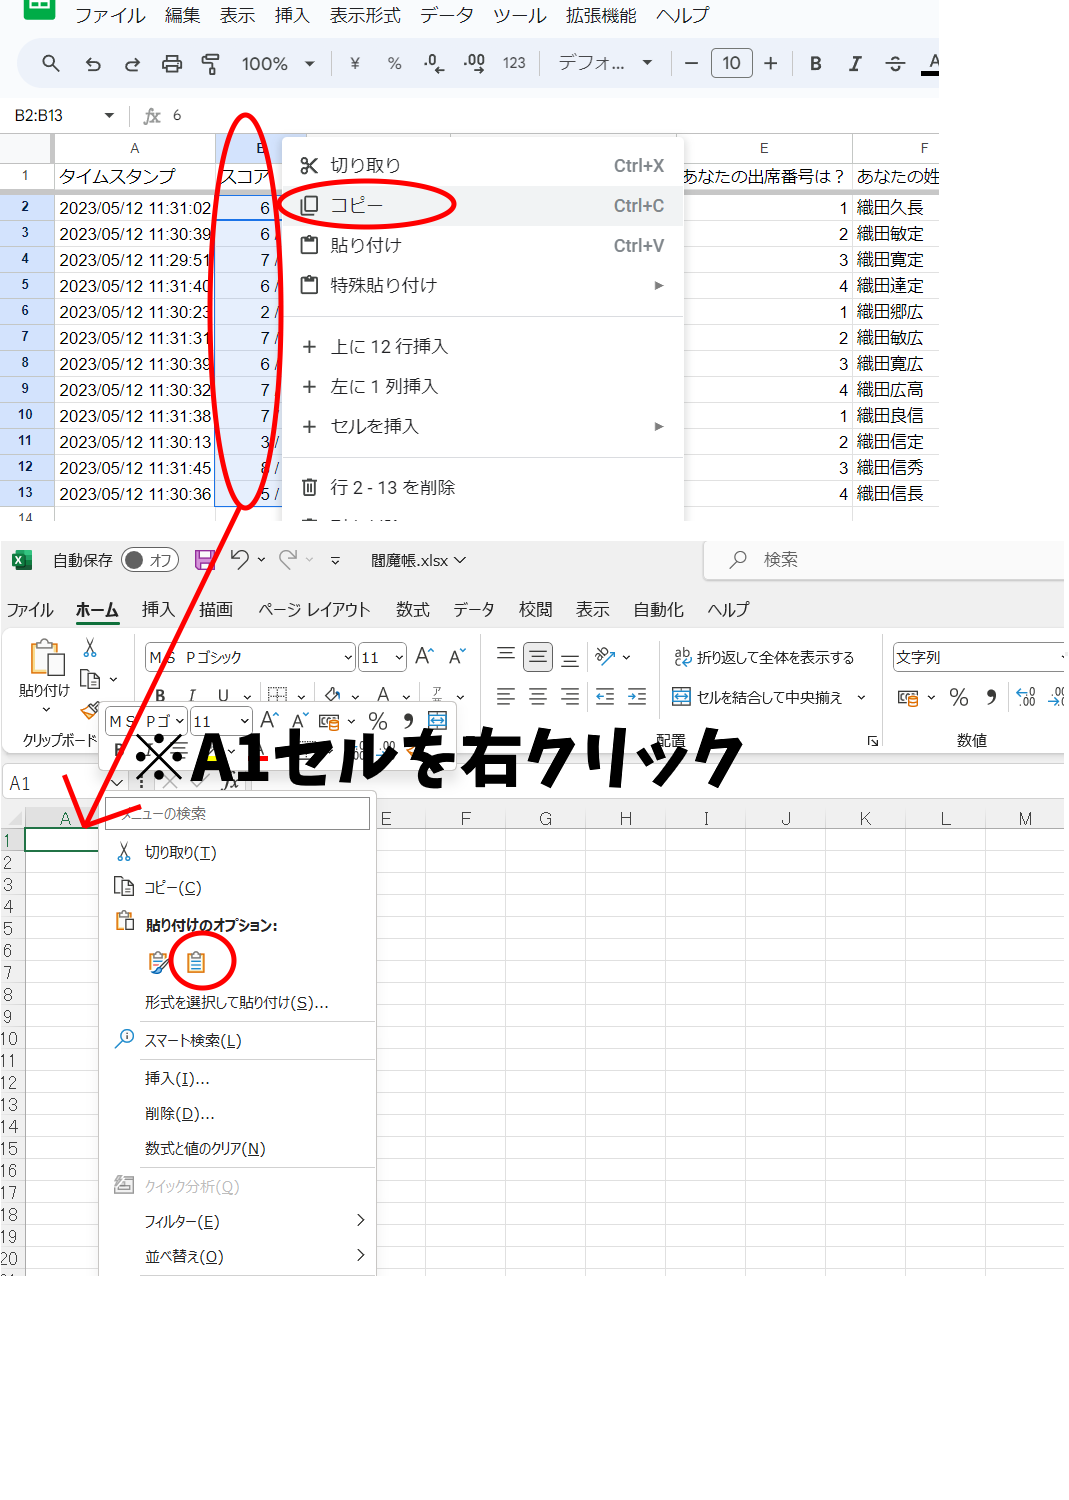 ファイル 編集 表示 挿入 表示形式 データ ツール 拡張機能 ヘルプ
100% ¥ % .0 .00 123 デフォ... − 10 + B I S A
B2:B13 fx 6
A B E F
1 タイムスタンプ スコア あなたの出席番号は？ あなたの姓
2 2023/05/12 11:31:02 6 1 織田久長
3 2023/05/12 11:30:39 6 / 2 織田敏定
4 2023/05/12 11:29:51 7 / 3 織田寛定
5 2023/05/12 11:31:40 6 / 4 織田達定
6 2023/05/12 11:30:23 2 / 1 織田郷広
7 2023/05/12 11:31:31 7 / 2 織田敏広
8 2023/05/12 11:30:39 6 / 3 織田寛広
9 2023/05/12 11:30:32 7 4 織田広高
10 2023/05/12 11:31:38 7 1 織田良信
11 2023/05/12 11:30:13 3 / 2 織田信定
12 2023/05/12 11:31:45 8 / 3 織田信秀
13 2023/05/12 11:30:36 5 / 4 織田信長
14
切り取り Ctrl+X
コピー Ctrl+C
貼り付け Ctrl+V
特殊貼り付け
+ 上に 12 行挿入
+ 左に 1 列挿入
+ セルを挿入
行 2 - 13 を削除
自動保存 オフ 閻魔帳.xlsx 検索
ファイル ホーム 挿入 描画 ページ レイアウト 数式 データ 校閲 表示 自動化 ヘルプ
貼り付け ＭＳ Ｐゴシック 11 A A 折り返して全体を表示する 文字列
B I U A セルを結合して中央揃え % 9 .00
クリップボード 配置 数値
ＭＳ Ｐゴ 11 A A %
※A1セルを右クリック
A1 fx
メニューの検索
A E F G H I J K L M
1
2
3
4
5
6
7
8
9
10
11
12
13
14
15
16
17
18
19
20
切り取り(T)
コピー(C)
貼り付けのオプション:
形式を選択して貼り付け(S)...
スマート検索(L)
挿入(I)...
削除(D)...
数式と値のクリア(N)
クイック分析(Q)
フィルター(E)
並べ替え(O)